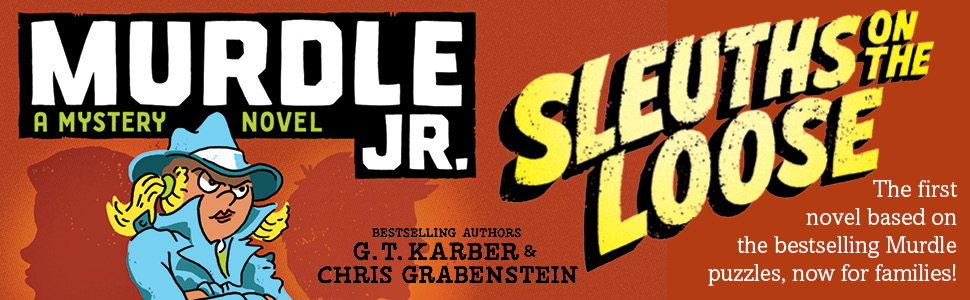 MURDLE
A MYSTERY NOVEL
JR.
BESTSELLING AUTHORS
G.T. KARBER &
CHRIS GRABENSTEIN
SLEUTHS ON
THE
LOOSE
The first
novel based on
the bestselling Murdle
puzzles, now for families!